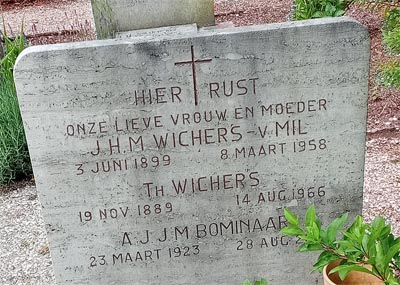 HIER RUST
ONZE LIEVE VROUW EN MOEDER
J.H.M. WICHERS - v. MIL
3 JUNI 1899 8 MAART 1958
TH. WICHERS
19 NOV. 1889 14 AUG. 1966
A.J.J.M. BOMINAAR
23 MAART 1923 28 AUG.